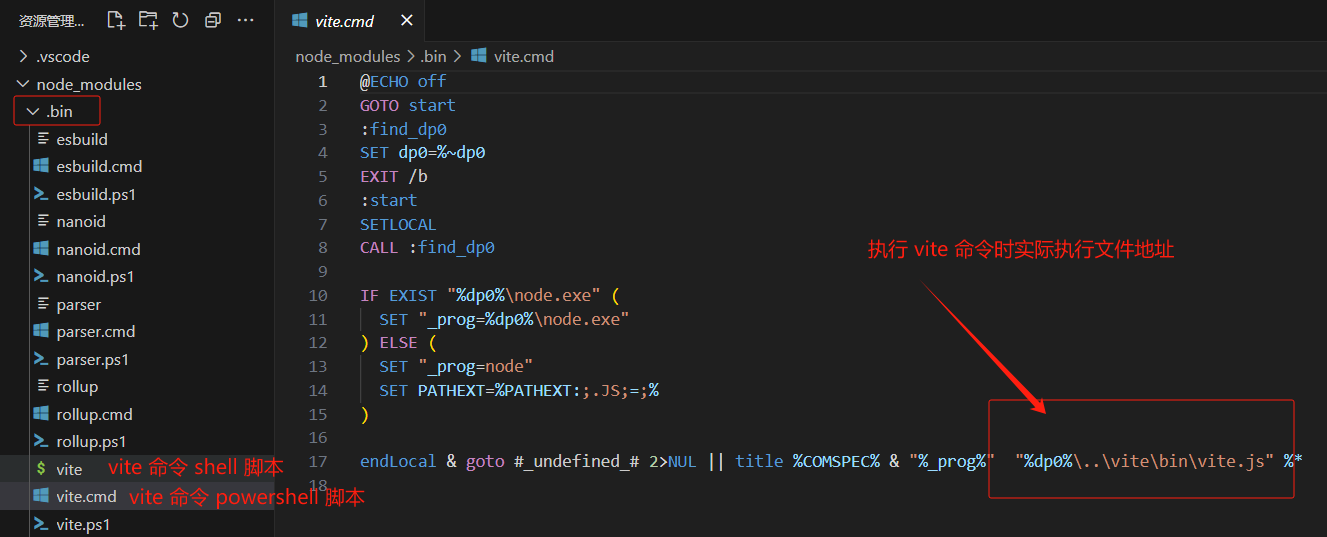 资源管理...
vite.cmd
.vscode
node_modules
.bin
esbuild
esbuild.cmd
esbuild.ps1
nanoid
nanoid.cmd
nanoid.ps1
parser
parser.cmd
parser.ps1
rollup
rollup.cmd
rollup.ps1
vite vite 命令 shell 脚本
vite.cmd vite 命令 powershell 脚本
vite.ps1
node_modules > .bin > vite.cmd
1 @ECHO off
2 GOTO start
3 :find_dp0
4 SET dp0=%~dp0
5 EXIT /b
6 :start
7 SETLOCAL
8 CALL :find_dp0
9
10 IF EXIST "%dp0%\node.exe" (
11 SET "_prog=%dp0%\node.exe"
12 ) ELSE (
13 SET "_prog=node"
14 SET PATHEXT=%PATHEXT:;.JS;=;%
15 )
16
17 endLocal & goto #_undefined_# 2>NUL || title %COMSPEC% & "%_prog%" "%dp0%\..\vite\bin\vite.js" %*
18
执行 vite 命令时实际执行文件地址